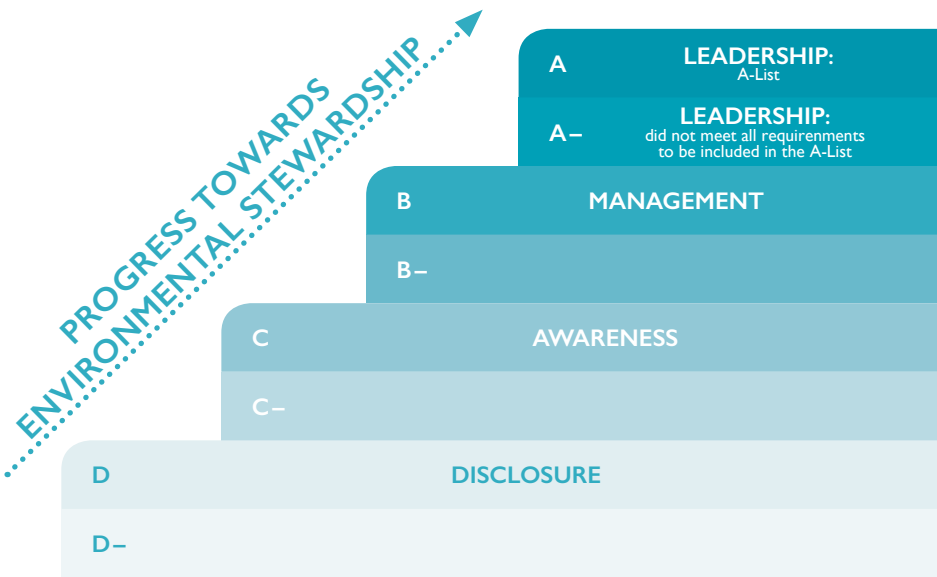 PROGRESS TOWARDS
ENVIRONMENTAL STEWARDSHIP
A LEADERSHIP:
A-List
A– LEADERSHIP:
did not meet all requirenments
to be included in the A-List
B MANAGEMENT
B–
C AWARENESS
C–
D DISCLOSURE
D–